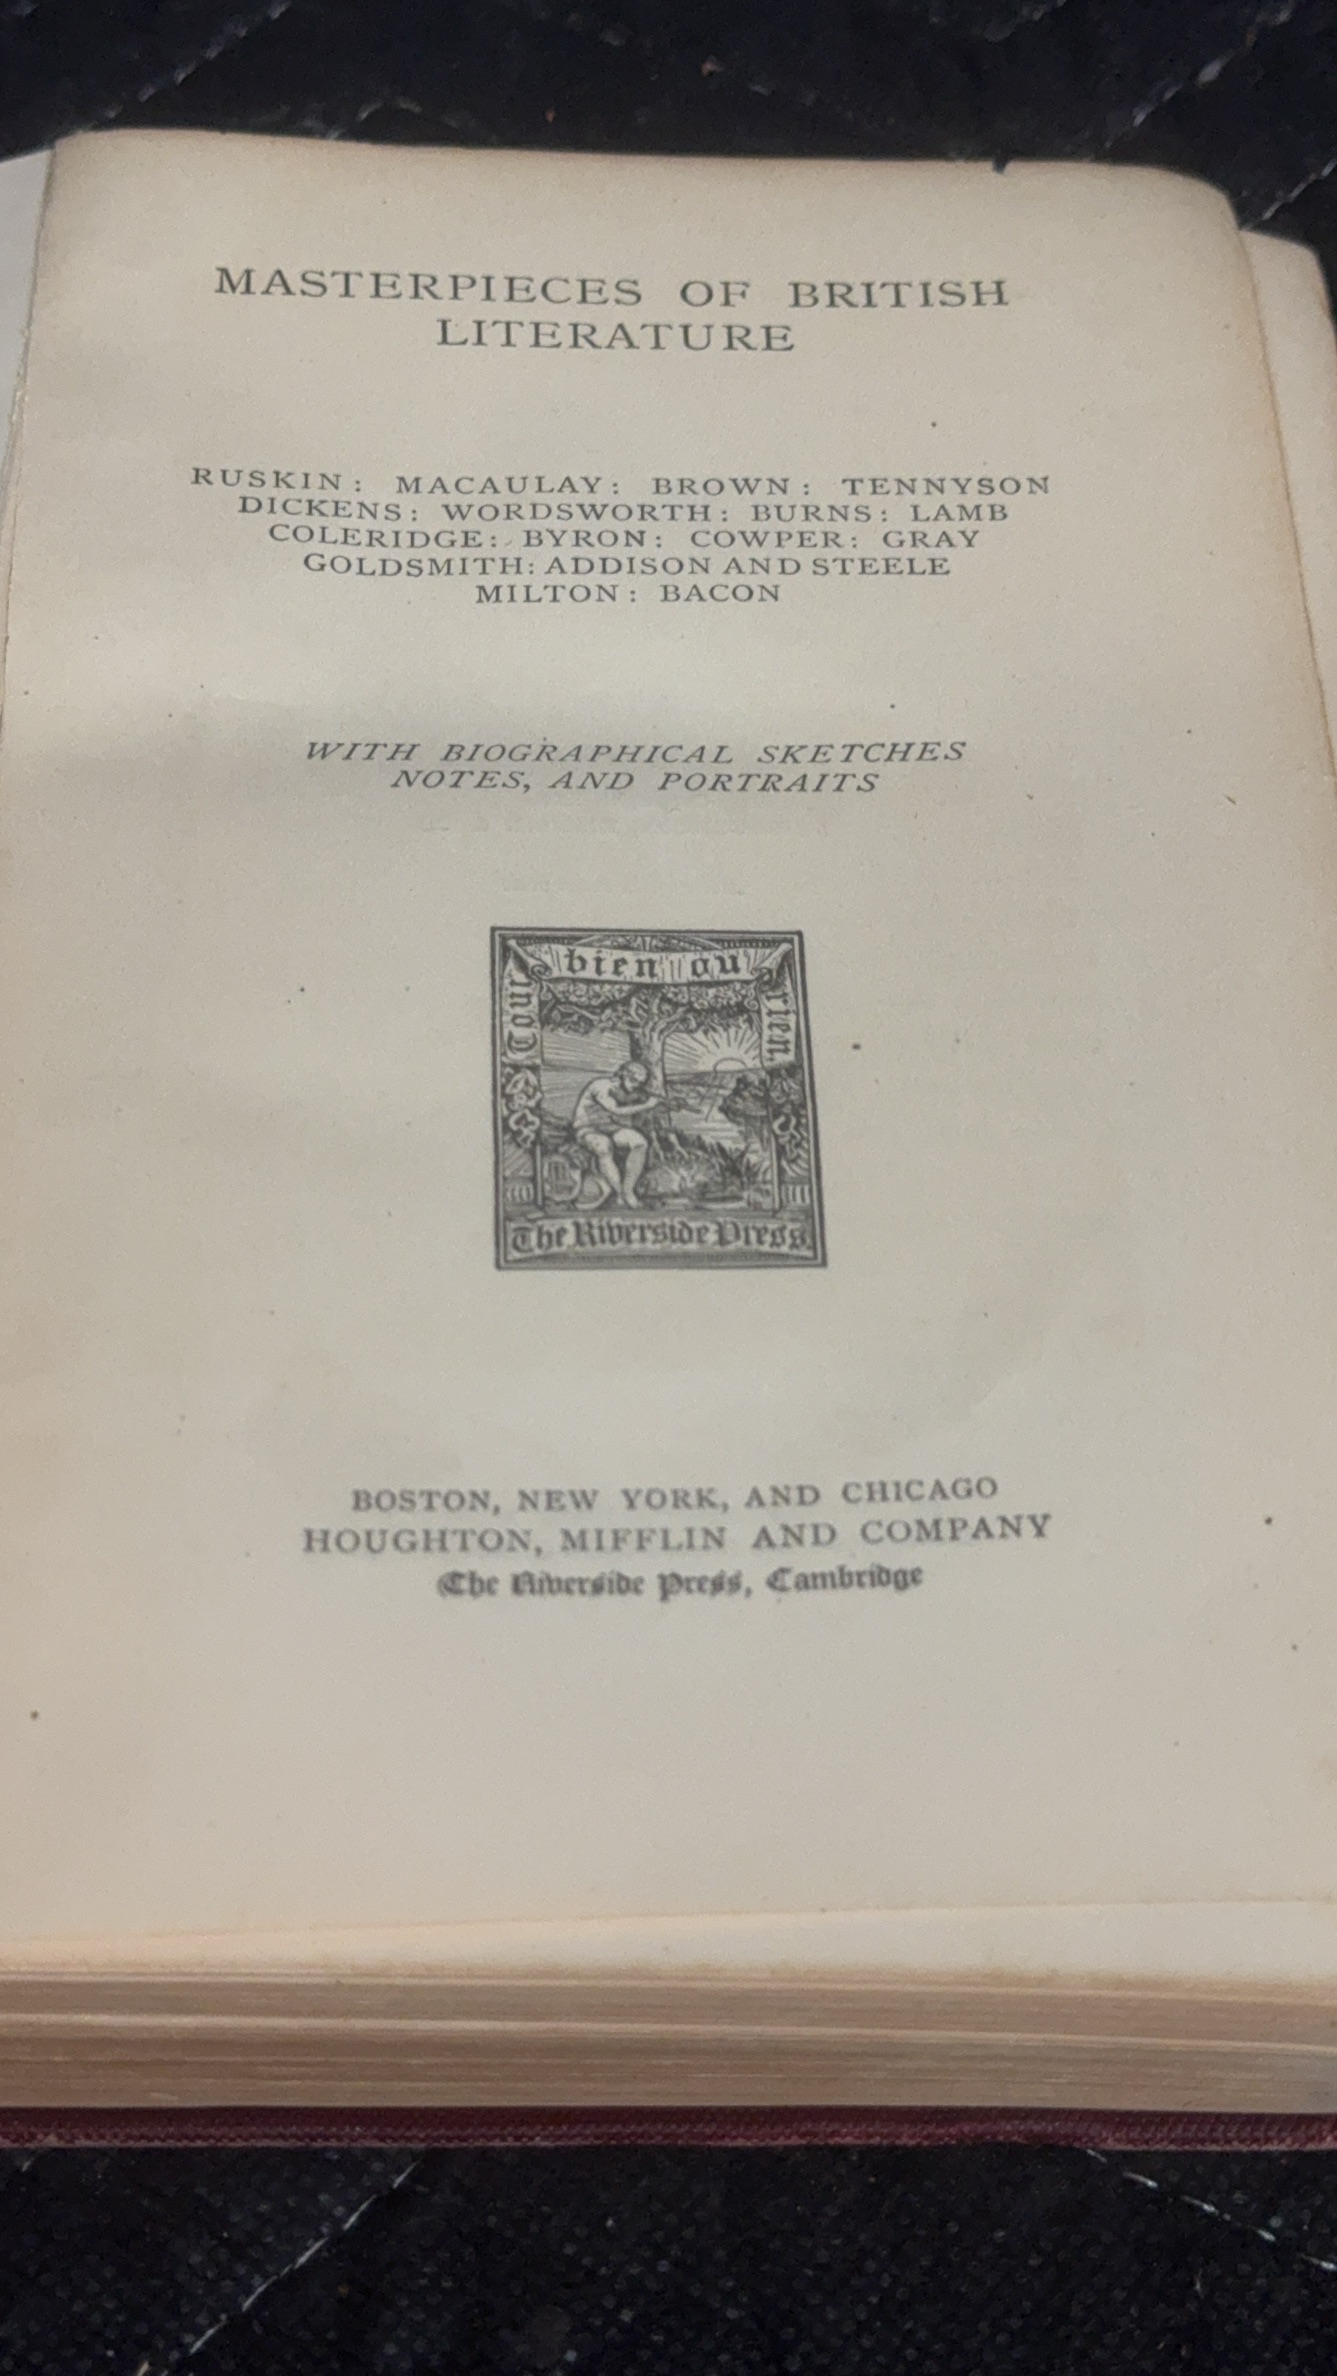 MASTERPIECES OF BRITISH
LITERATURE
RUSKIN: MACAULAY: BROWN: TENNYSON
DICKENS: WORDSWORTH: BURNS: LAMB
COLERIDGE: BYRON: COWPER: GRAY
GOLDSMITH: ADDISON AND STEELE
MILTON: BACON
WITH BIOGRAPHICAL SKETCHES
NOTES, AND PORTRAITS
Tout
bien ou
rien.
The Riverside Press
BOSTON, NEW YORK, AND CHICAGO
HOUGHTON, MIFFLIN AND COMPANY
The Riverside Press, Cambridge